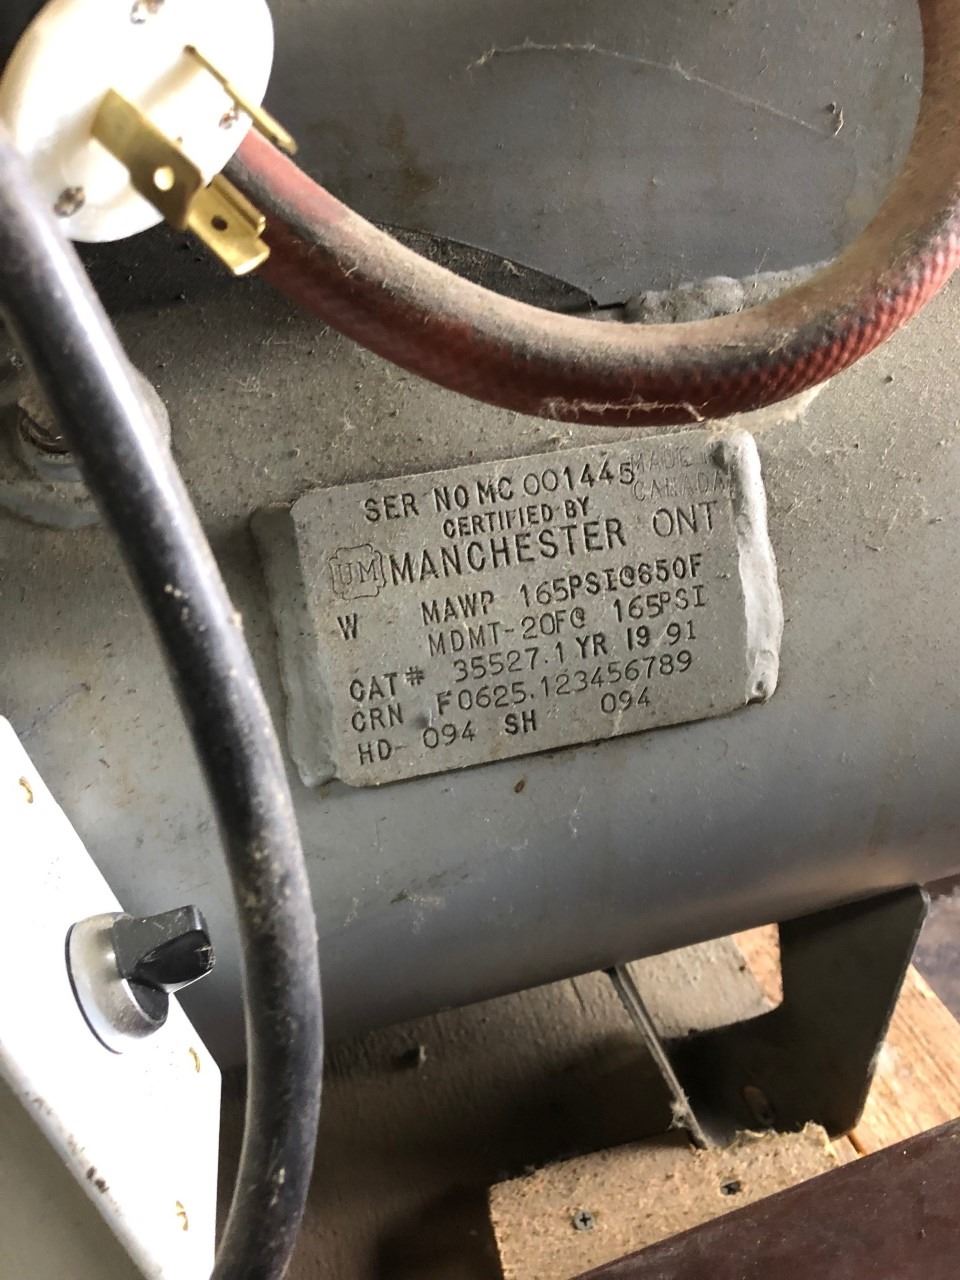 SER NO MC 001445
MADE IN
CANADA
CERTIFIED BY
UM MANCHESTER ONT
W MAWP 165PSI@650F
MDMT-20F@ 165PSI
CAT# 35527.1 YR 19 91
CRN F0625.123456789
HD- 094 SH 094